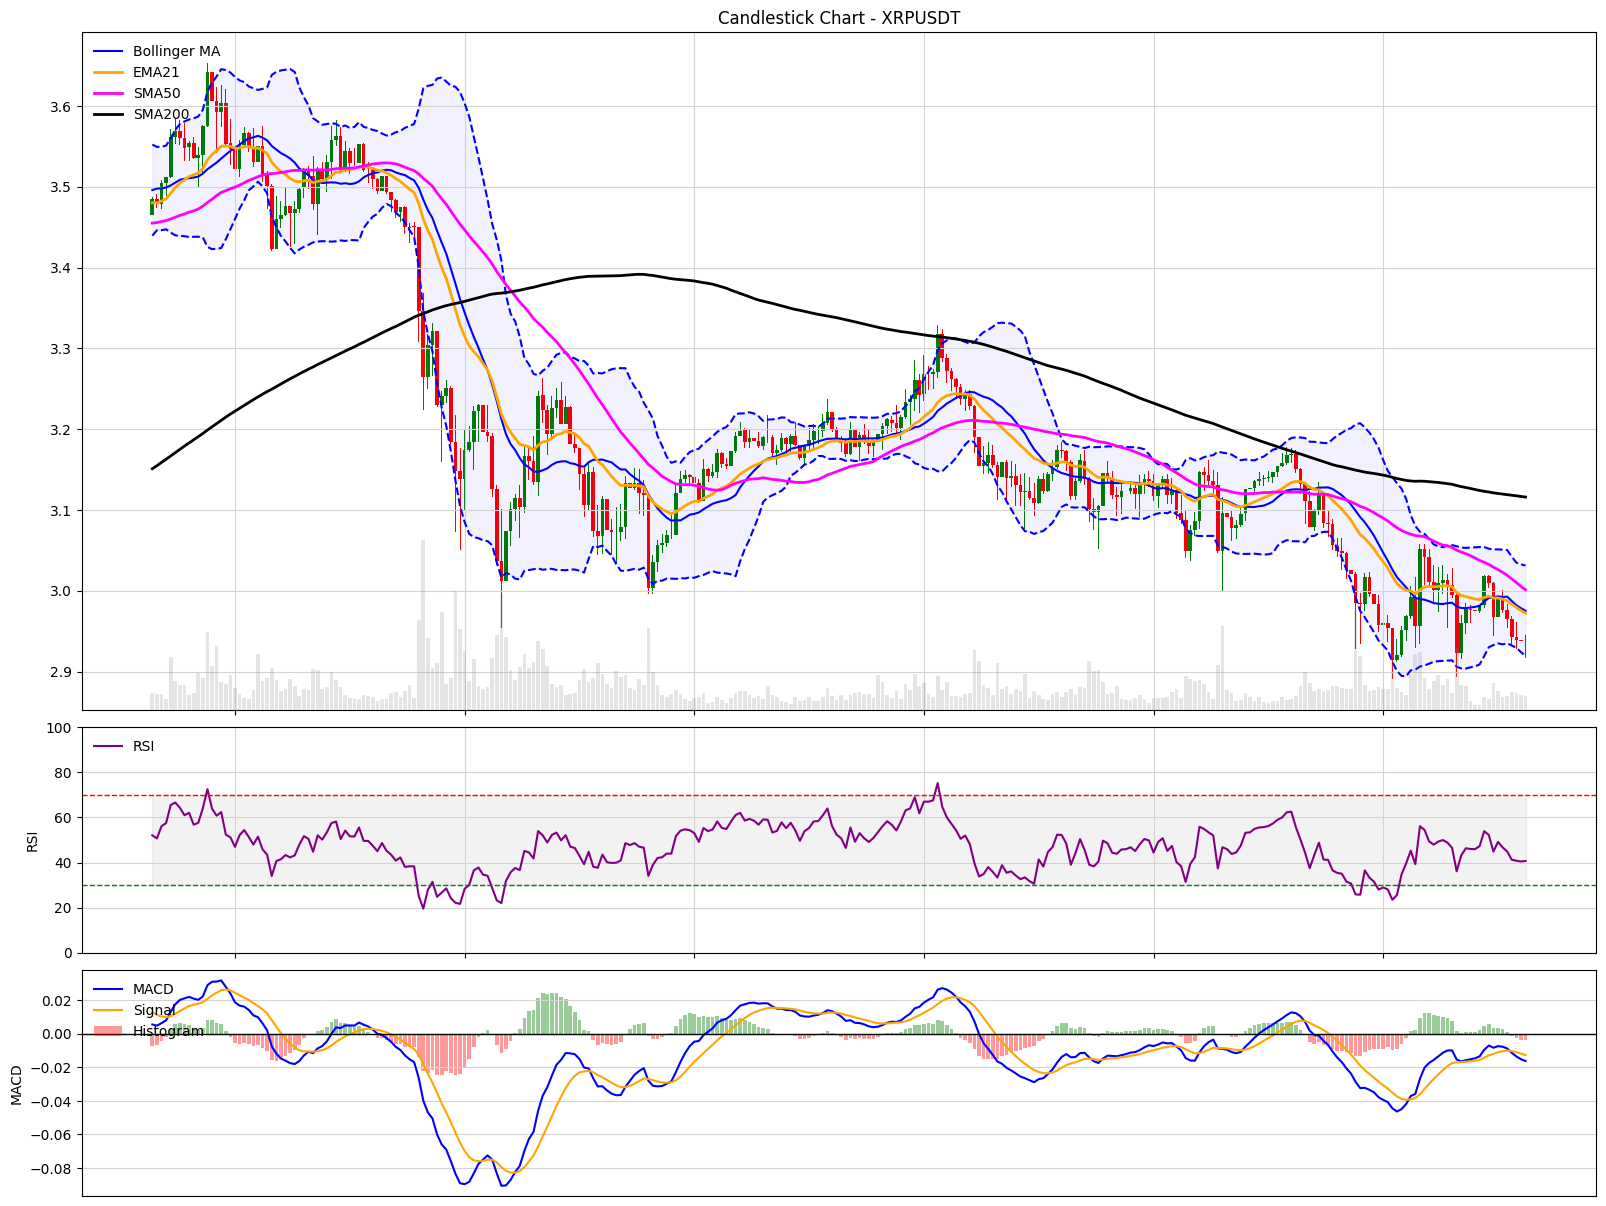 Candlestick Chart - XRPUSDT
Bollinger MA
EMA21
SMA50
SMA200
3.6
3.5
3.4
3.3
3.2
3.1
3.0
2.9
RSI
100
80
60
40
20
0
RSI
MACD
Signal
Histogram
0.02
0.00
−0.02
−0.04
−0.06
−0.08
MACD